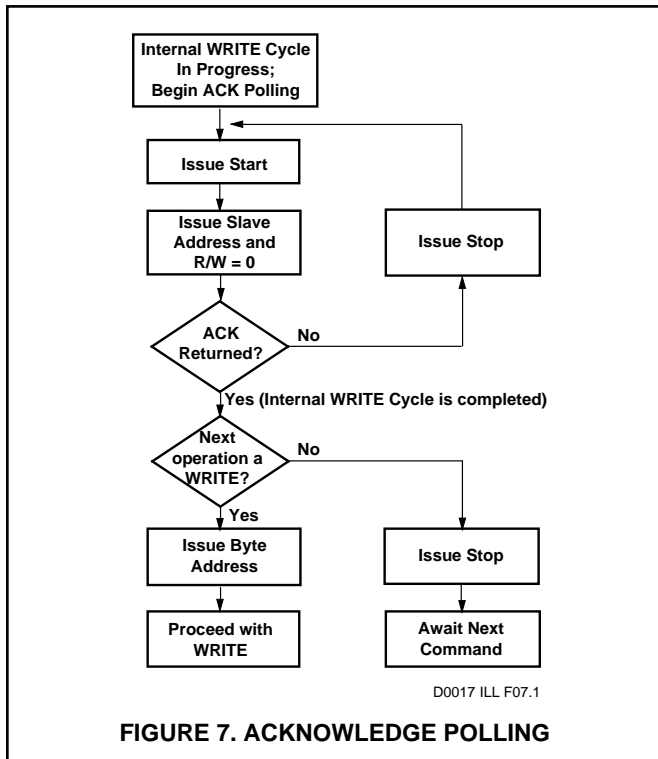 Internal WRITE Cycle
In Progress;
Begin ACK Polling
Issue Start
Issue Slave
Address and
R/W = 0
Issue Stop
ACK
Returned?
No
Yes (Internal WRITE Cycle is completed)
Next
operation a
WRITE?
No
Yes
Issue Byte
Address
Issue Stop
Proceed with
WRITE
Await Next
Command
D0017 ILL F07.1
FIGURE 7. ACKNOWLEDGE POLLING